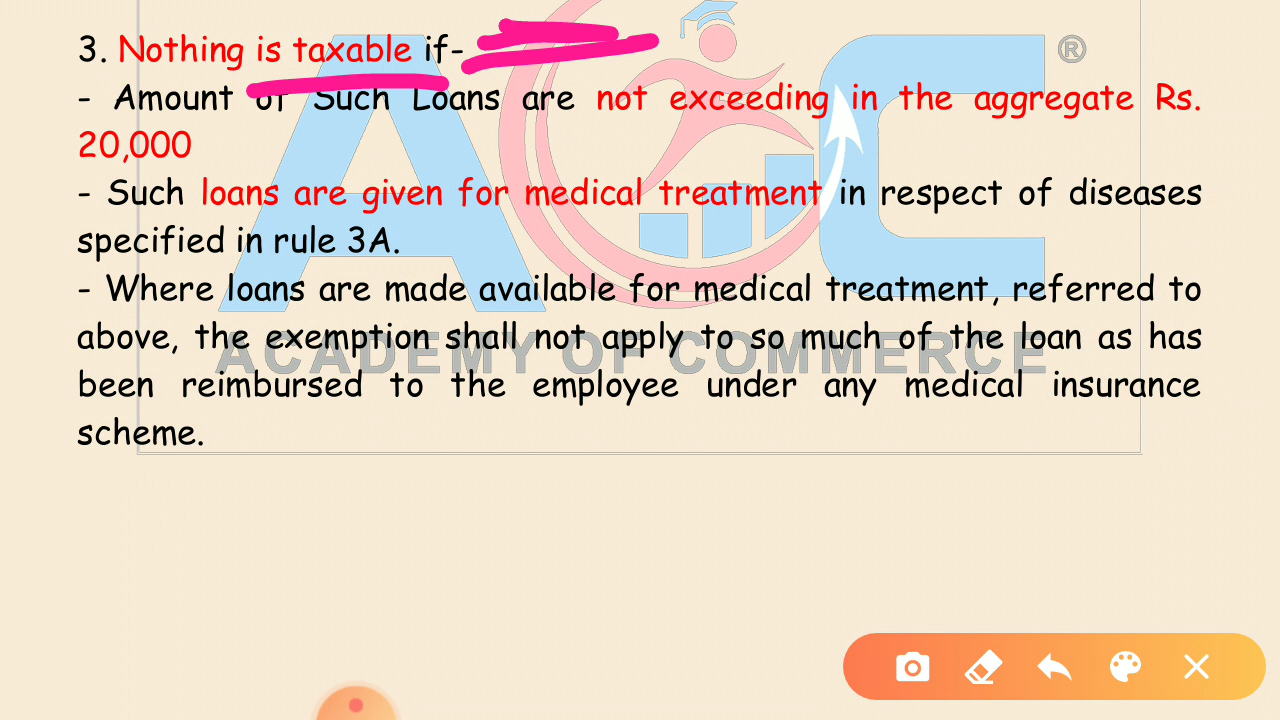 3. Nothing is taxable if-
- Amount of Such Loans are not exceeding in the aggregate Rs.
20,000
- Such loans are given for medical treatment in respect of diseases
specified in rule 3A.
- Where loans are made available for medical treatment, referred to
above, the exemption shall not apply to so much of the loan as has
been reimbursed to the employee under any medical insurance
scheme.
AC
®
ACADEMY OF COMMERCE